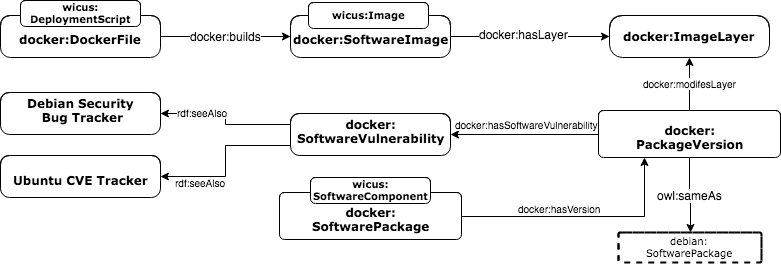 wicus:
DeploymentScript
docker:DockerFile
docker:builds
wicus:Image
docker:SoftwareImage
docker:hasLayer
docker:ImageLayer
docker:modifesLayer
Debian Security
Bug Tracker
rdf:seeAlso
docker:
SoftwareVulnerability
docker:hasSoftwareVulnerability
docker:
PackageVersion
Ubuntu CVE Tracker
rdf:seeAlso
wicus:
SoftwareComponent
docker:
SoftwarePackage
docker:hasVersion
owl:sameAs
debian:
SoftwarePackage